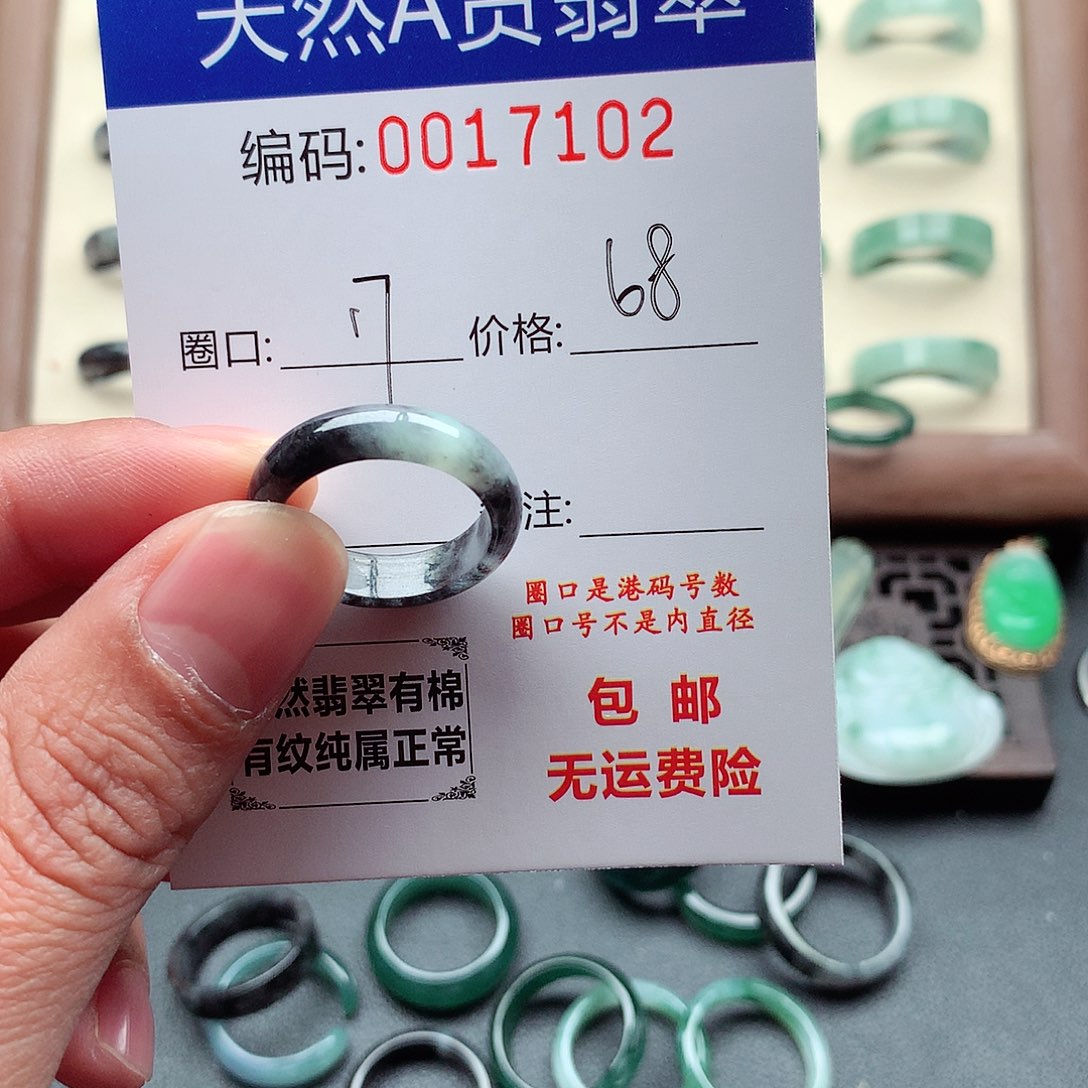 天然A货翡翠
编码:0017102
圈口: 7 价格: 68
注:
圈口是港码号数
圈口号不是内直径
然翡翠有棉
有纹纯属正常
包 邮
无运费险